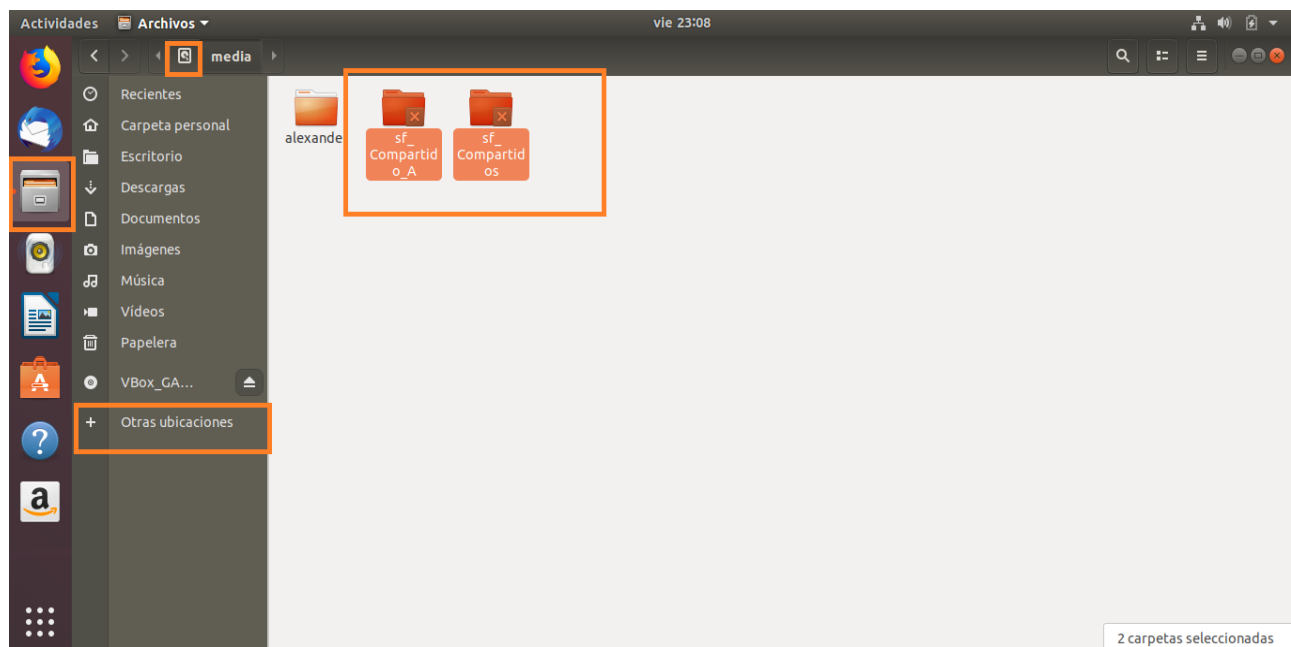 Actividades
Archivos
vie 23:08
media
Recientes
Carpeta personal
Escritorio
Descargas
Documentos
Imágenes
Música
Vídeos
Papelera
VBox_GA...
Otras ubicaciones
alexande
sf_
Compartid
o_A
sf_
Compartid
os
2 carpetas seleccionadas